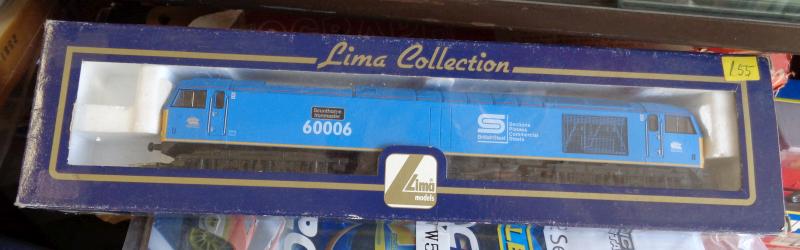 Lima Collection
155
Scunthorpe
Ironmaster
60006
British Steel
Sections
Plates
Commercial
Steels
Lima
models